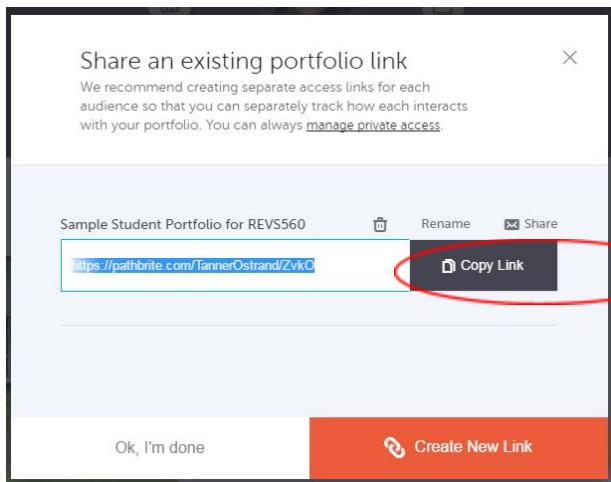 Share an existing portfolio link
We recommend creating separate access links for each
audience so that you can separately track how each interacts
with your portfolio. You can always manage private access.
Sample Student Portfolio for REVS560
Rename
Share
https://pathbrite.com/TannerOstrand/ZvkO
Copy Link
Ok, I'm done
Create New Link